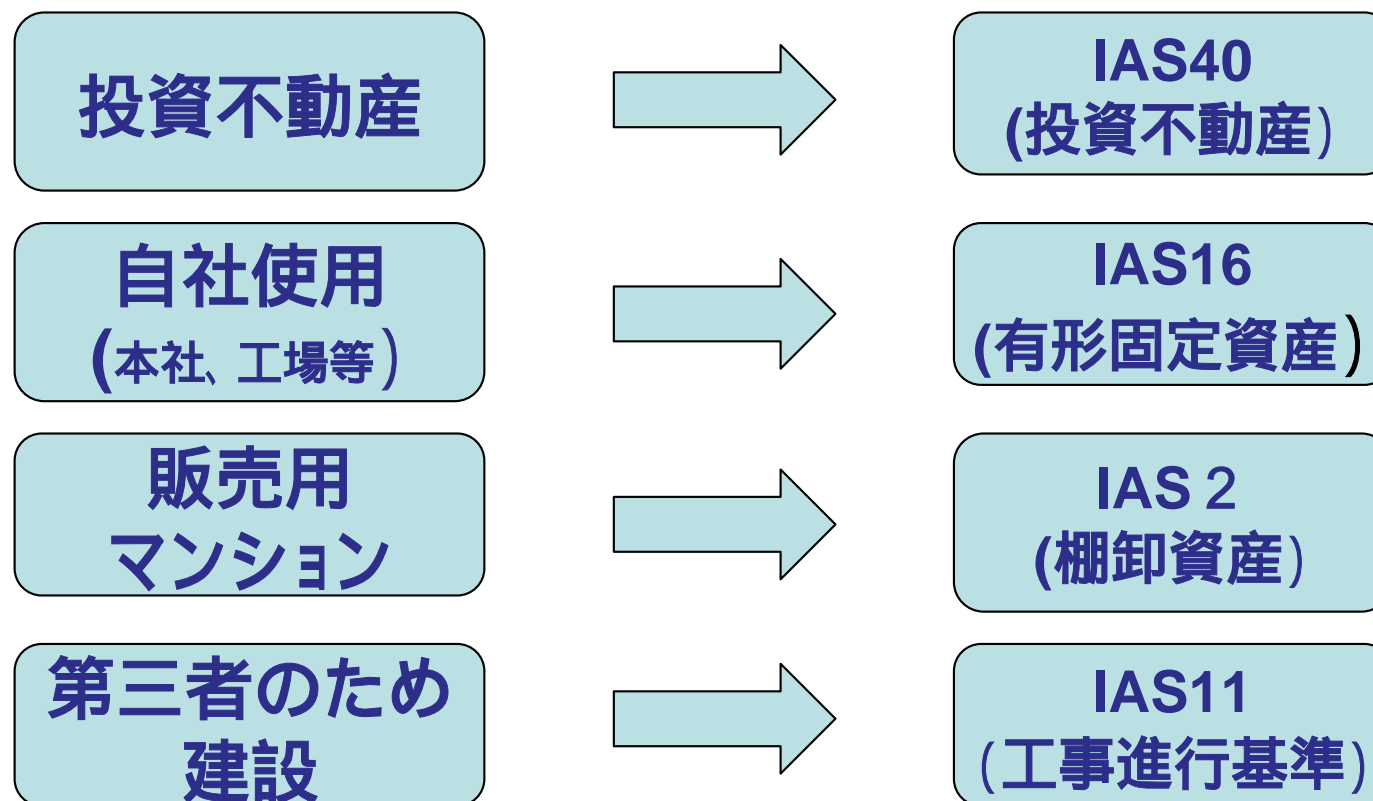 投資不動産
IAS40
(投資不動産)
自社使用
(本社、工場等)
IAS16
(有形固定資産)
販売用
マンション
IAS２
(棚卸資産)
第三者のため
建設
IAS11
(工事進行基準)